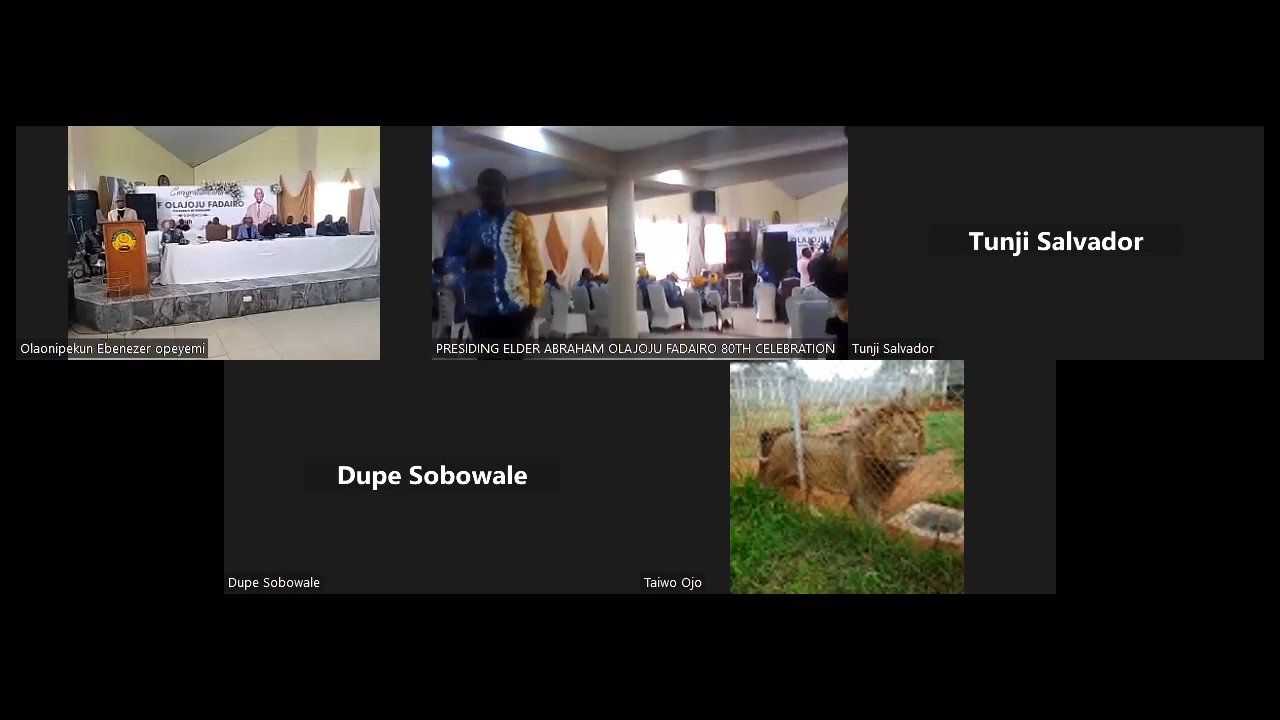 Congratulations
F OLAJOJU FADAIRO
Olaonipekun Ebenezer opeyemi
OLAJOJU F
PRESIDING ELDER ABRAHAM OLAJOJU FADAIRO 80TH CELEBRATION
Tunji Salvador
Tunji Salvador
Dupe Sobowale
Dupe Sobowale
Taiwo Ojo